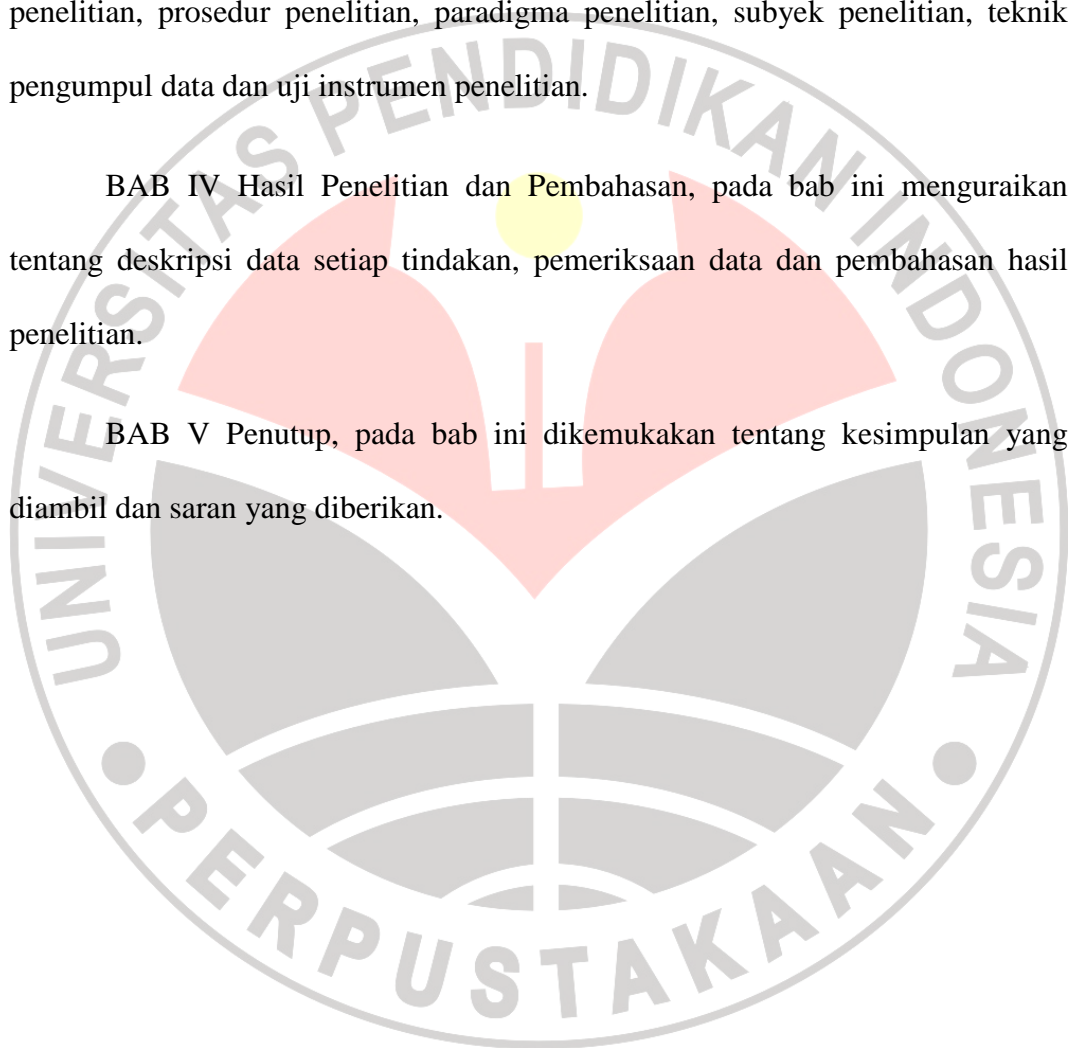 penelitian, prosedur penelitian, paradigma penelitian, subyek penelitian, teknik
pengumpul data dan uji instrumen penelitian.
BAB IV Hasil Penelitian dan Pembahasan, pada bab ini menguraikan
tentang deskripsi data setiap tindakan, pemeriksaan data dan pembahasan hasil
penelitian.
BAB V Penutup, pada bab ini dikemukakan tentang kesimpulan yang
diambil dan saran yang diberikan.
UNIVERSITAS PENDIDIKAN INDONESIA
PERPUSTAKAAN